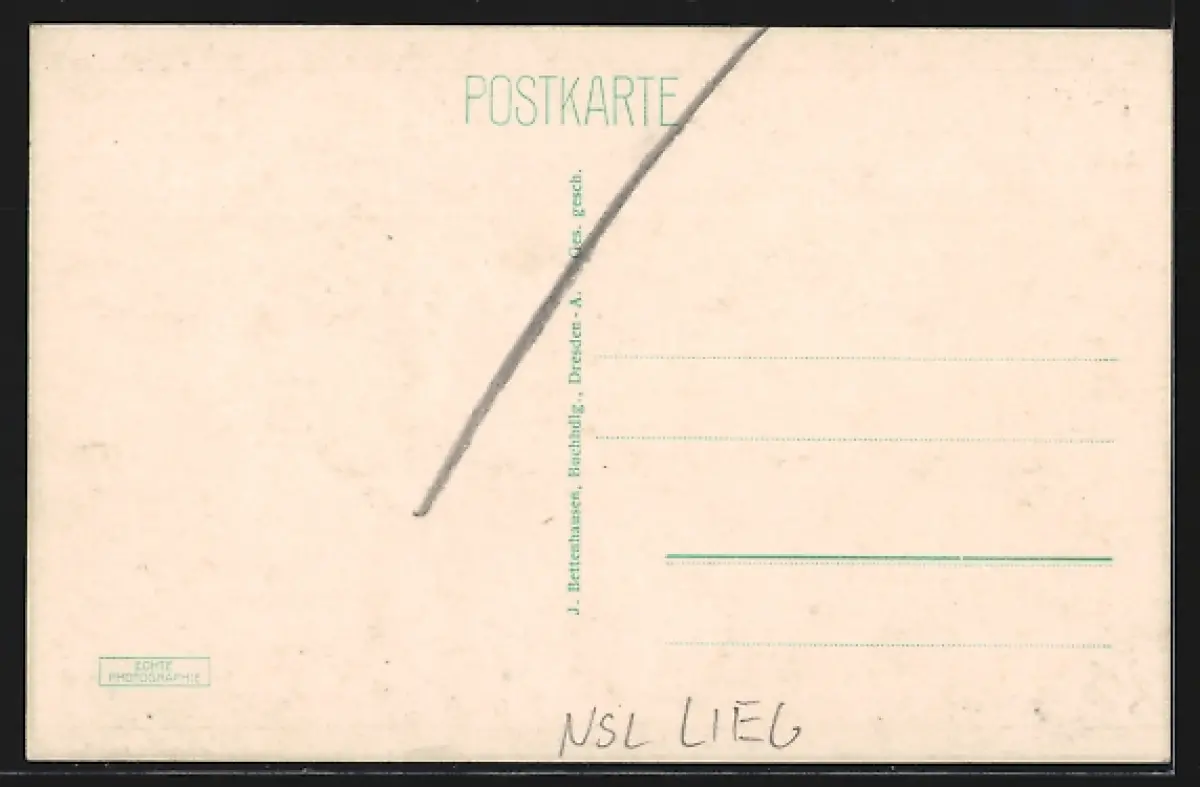 POSTKARTE
J. Bettenhausen, Buchhdlg., Dresden-A. Ges. gesch.
ECHTE
PHOTOGRAPHIE
NSL LIEG